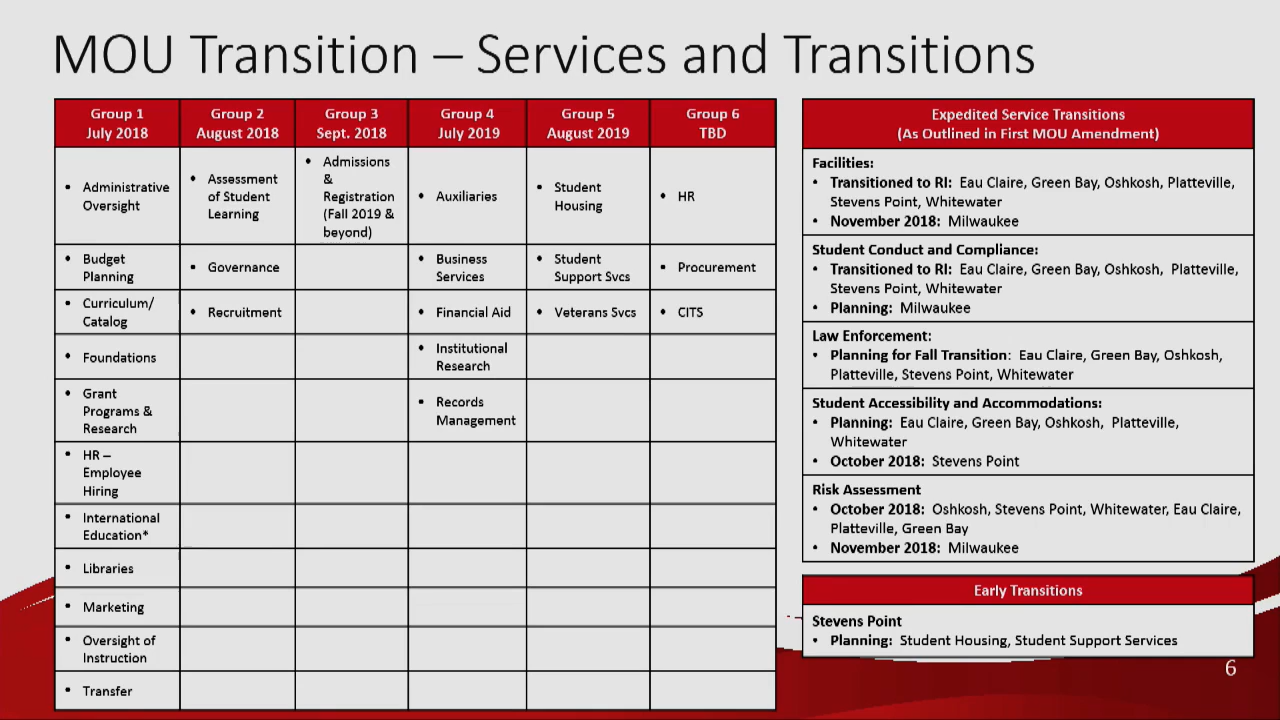 MOU Transition – Services and Transitions
Group 1
July 2018
Group 2
August 2018
Group 3
Sept. 2018
Group 4
July 2019
Group 5
August 2019
Group 6
TBD
• Administrative
Oversight
• Assessment
of Student
Learning
• Admissions
&
Registration
(Fall 2019 &
beyond)
• Auxiliaries
• Student
Housing
• HR
• Budget
Planning
• Governance
• Business
Services
• Student
Support Svcs
• Procurement
• Curriculum/
Catalog
• Recruitment
• Financial Aid
• Veterans Svcs
• CITS
• Foundations
• Institutional
Research
• Grant
Programs &
Research
• Records
Management
• HR –
Employee
Hiring
• International
Education*
• Libraries
• Marketing
• Oversight of
Instruction
• Transfer
Expedited Service Transitions
(As Outlined in First MOU Amendment)
Facilities:
• Transitioned to RI: Eau Claire, Green Bay, Oshkosh, Platteville,
Stevens Point, Whitewater
• November 2018: Milwaukee
Student Conduct and Compliance:
• Transitioned to RI: Eau Claire, Green Bay, Oshkosh, Platteville,
Stevens Point, Whitewater
• Planning: Milwaukee
Law Enforcement:
• Planning for Fall Transition: Eau Claire, Green Bay, Oshkosh,
Platteville, Stevens Point, Whitewater
Student Accessibility and Accommodations:
• Planning: Eau Claire, Green Bay, Oshkosh, Platteville,
Whitewater
• October 2018: Stevens Point
Risk Assessment
• October 2018: Oshkosh, Stevens Point, Whitewater, Eau Claire,
Platteville, Green Bay
• November 2018: Milwaukee
Early Transitions
Stevens Point
• Planning: Student Housing, Student Support Services
6